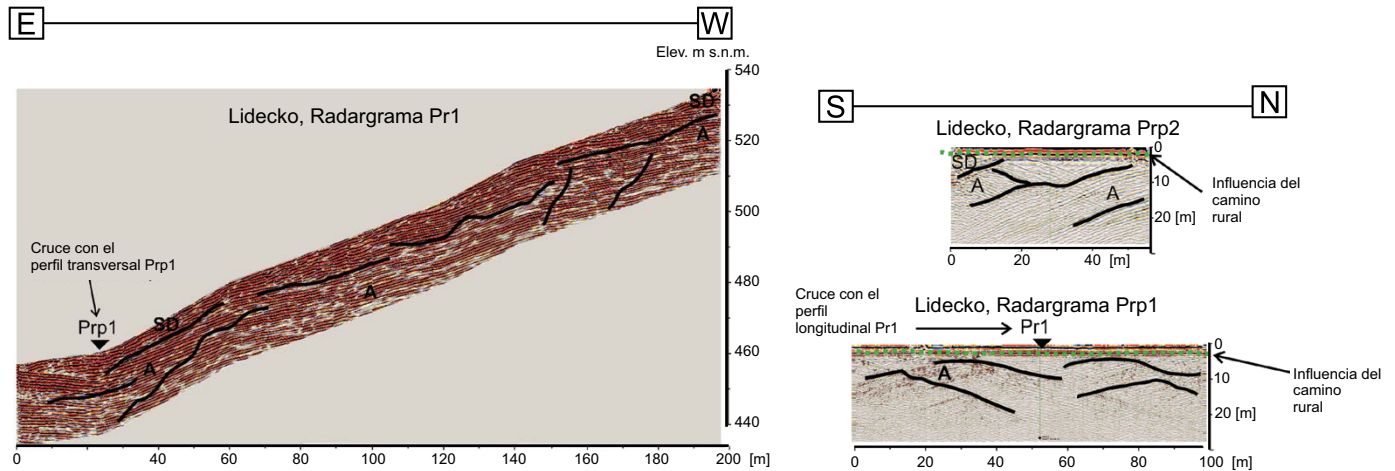 E
W
Elev. m s.n.m.
Lidecko, Radargrama Pr1
540
520
500
480
460
440
SD
A
A
Cruce con el
perfil transversal Prp1
Prp1
SD
A
0
40
60
80
100
120
140
160
180
200
[m]
S
N
Lidecko, Radargrama Prp2
SD
A
A
0
10
20
[m]
0
20
40
[m]
Influencia del
camino
rural
Cruce con el
perfil
longitudinal Pr1
Lidecko, Radargrama Prp1
Pr1
A
0
10
20
[m]
0
20
40
60
80
100
[m]
Influencia del
camino
rural